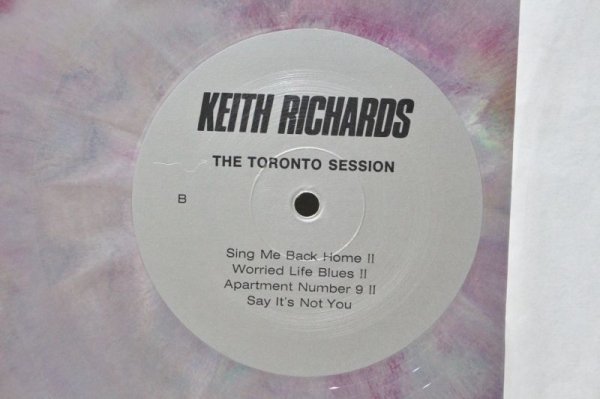 KEITH RICHARDS
THE TORONTO SESSION
B
Sing Me Back Home II
Worried Life Blues II
Apartment Number 9 II
Say It's Not You